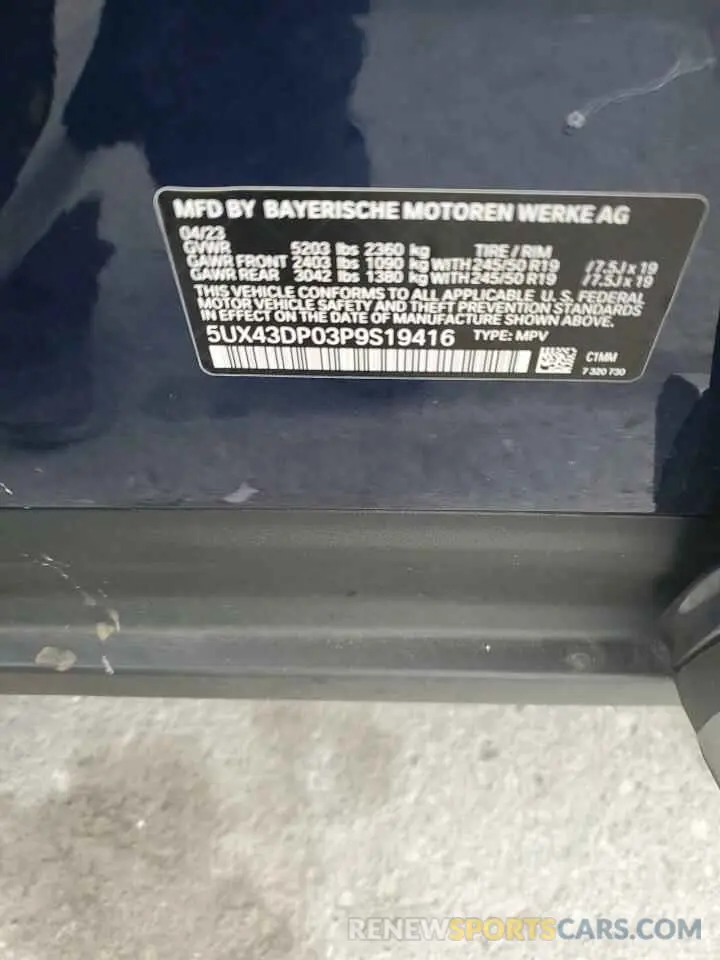 MFD BY BAYERISCHE MOTOREN WERKE AG
04/23
GVWR 5203 lbs 2360 kg TIRE / RIM
GAWR FRONT 2403 lbs 1090 kg WITH 245/50 R19 / 7.5J x 19
GAWR REAR 3042 lbs 1380 kg WITH 245/50 R19 / 7.5J x 19
THIS VEHICLE CONFORMS TO ALL APPLICABLE U. S. FEDERAL
MOTOR VEHICLE SAFETY AND THEFT PREVENTION STANDARDS
IN EFFECT ON THE DATE OF MANUFACTURE SHOWN ABOVE.
5UX43DP03P9S19416 TYPE: MPV
C1MM
7 320 730
RENEWSPORTSCARS.COM